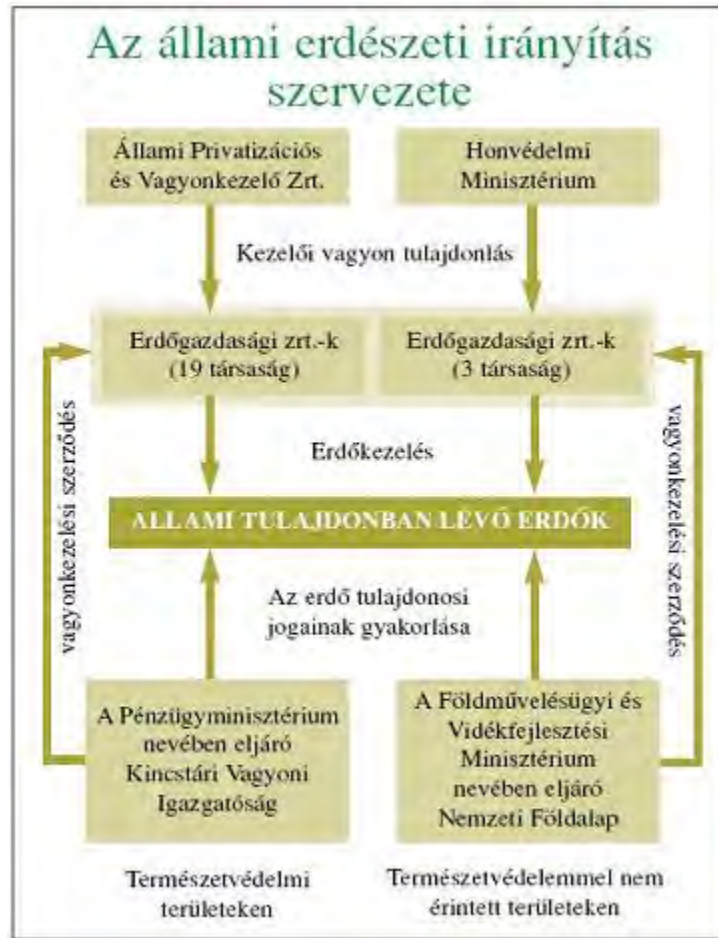 Az állami erdészeti irányítás
szervezete
Állami Privatizációs
és Vagyonkezelő Zrt.
Honvédelmi
Minisztérium
Kezelői vagyon tulajdonlás
Erdőgazdasági zrt.-k
(19 társaság)
Erdőgazdasági zrt.-k
(3 társaság)
vagyonkezelési szerződés
vagyonkezelési szerződés
Erdőkezelés
ÁLLAMI TULAJDONBAN LÉVŐ ERDŐK
Az erdő tulajdonosi
jogainak gyakorlása
A Pénzügyminisztérium
nevében eljáró
Kincstári Vagyoni
Igazgatóság
A Földművelésügyi és
Vidékfejlesztési
Minisztérium
nevében eljáró
Nemzeti Földalap
Természetvédelmi
területeken
Természetvédelemmel nem
érintett területeken